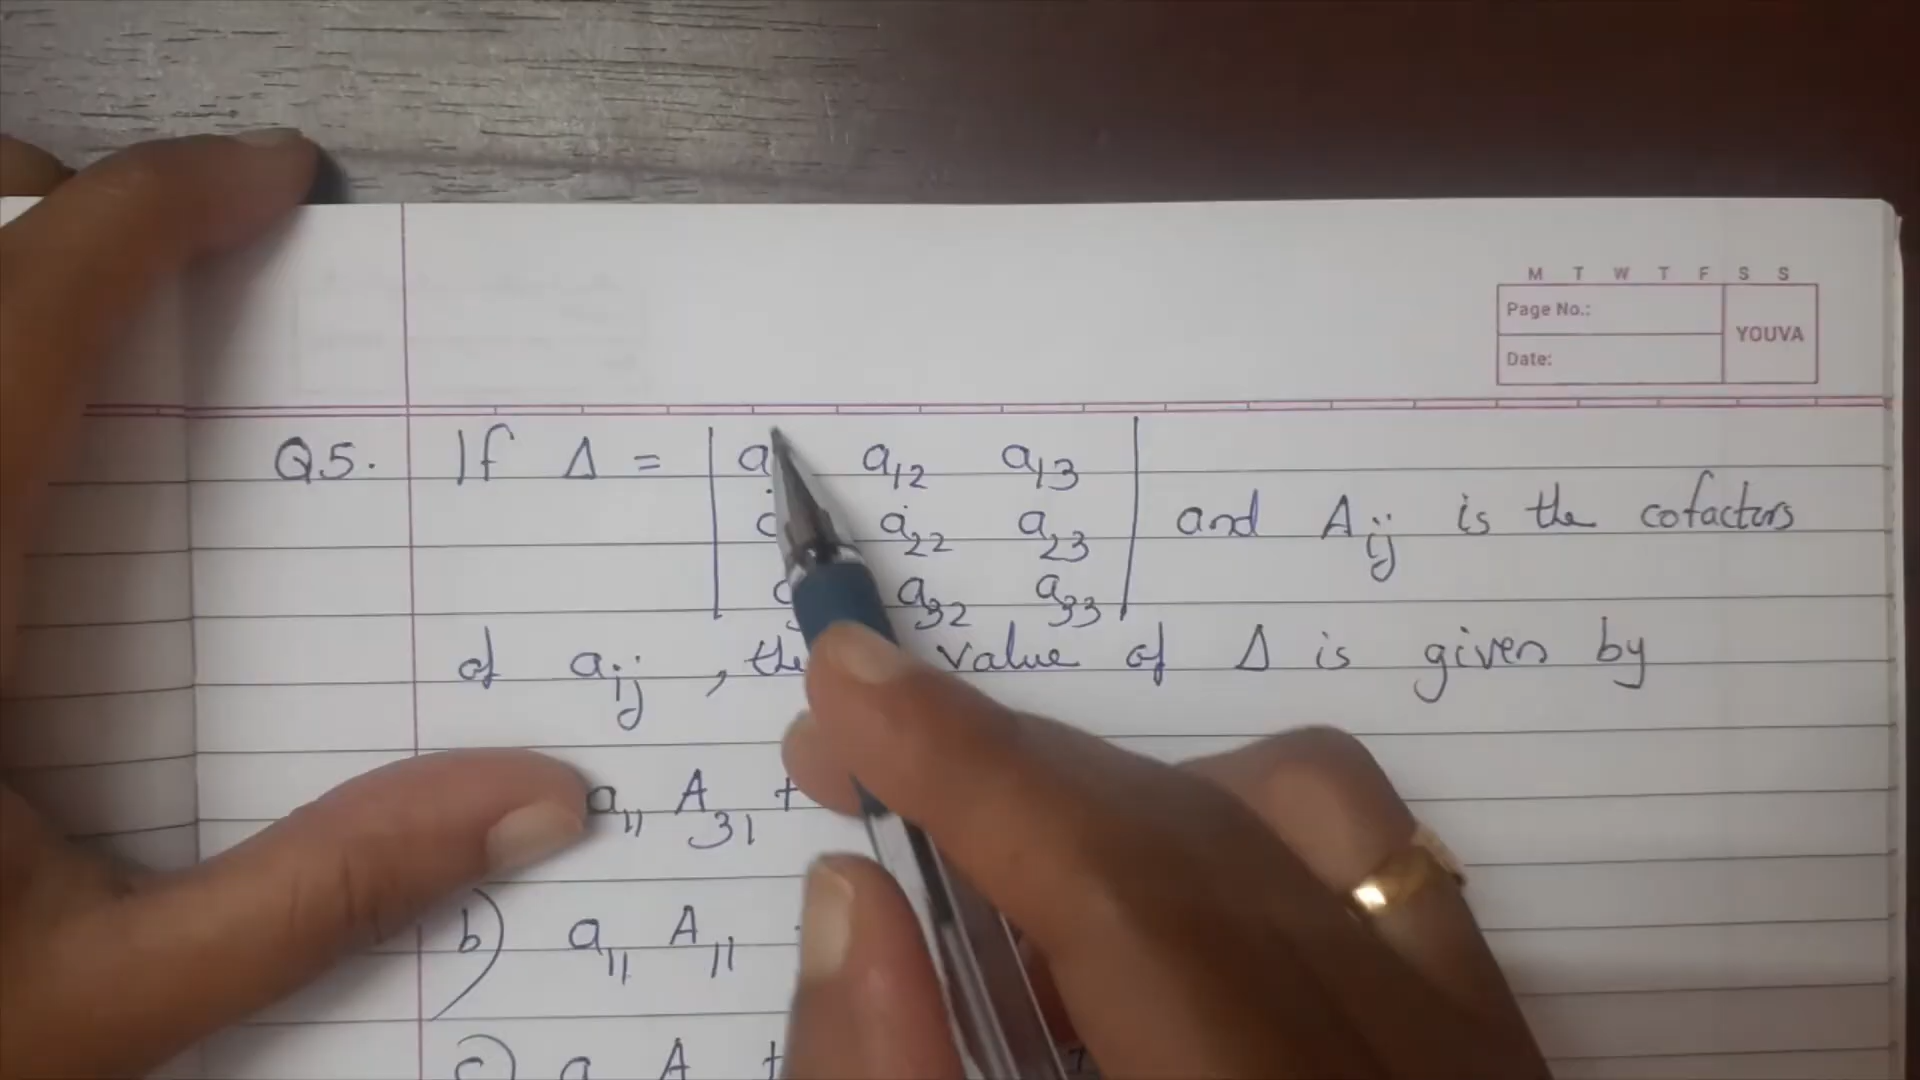 M T W T F S S
Page No.:
YOUVA
Date:
Q5. If Δ = | a a₁₂ a₁₃ |
a₂₂ a₂₃ and Aᵢⱼ is the cofactors
a₃₂ a₃₃
of aᵢⱼ , value of Δ is given by
a₁₁ A₃₁ +
b) a₁₁ A₁₁
c) a A +